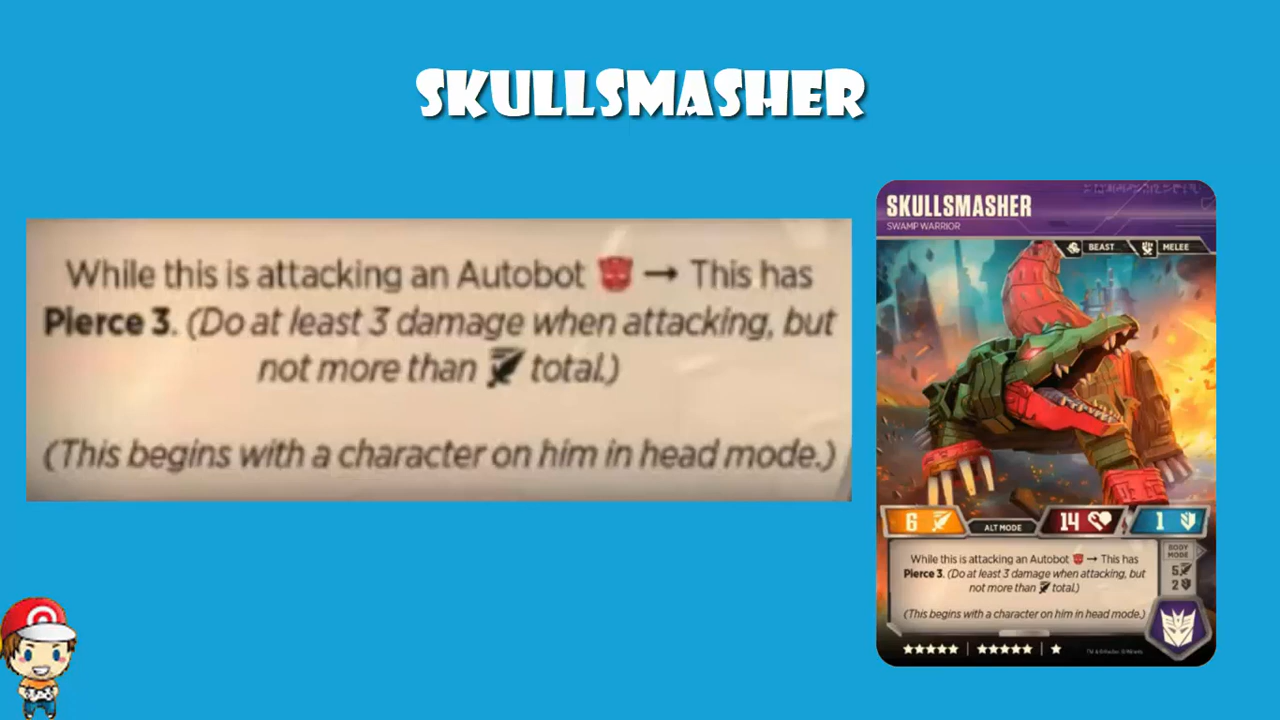 SKULLSMASHER
While this is attacking an Autobot → This has
Pierce 3. (Do at least 3 damage when attacking, but
not more than total.)
(This begins with a character on him in head mode.)
SKULLSMASHER
SWAMP WARRIOR
BEAST MELEE
6 ALT MODE 14 1
While this is attacking an Autobot → This has
Pierce 3. (Do at least 3 damage when attacking, but
not more than total.)
(This begins with a character on him in head mode.)
BODY
MODE
5
2
★★★★★ | ★★★★★ | ★